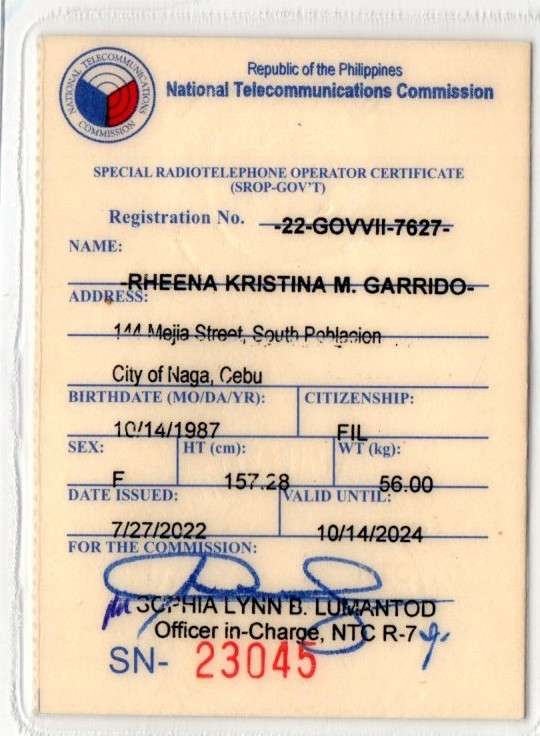 NATIONAL TELECOMMUNICATIONS COMMISSION
Republic of the Philippines
National Telecommunications Commission
SPECIAL RADIOTELEPHONE OPERATOR CERTIFICATE
(SROP-GOV'T)
Registration No. -22-GOVVII-7627-
NAME:
-RHEENA KRISTINA M. GARRIDO-
ADDRESS:
144 Mejia Street, South Poblacion
City of Naga, Cebu
BIRTHDATE (MO/DA/YR): CITIZENSHIP:
10/14/1987 FIL
SEX: HT (cm): WT (kg):
F 157.28 56.00
DATE ISSUED: VALID UNTIL:
7/27/2022 10/14/2024
FOR THE COMMISSION:
SOPHIA LYNN B. LUMANTOD
Officer in-Charge, NTC R-7
SN- 23045